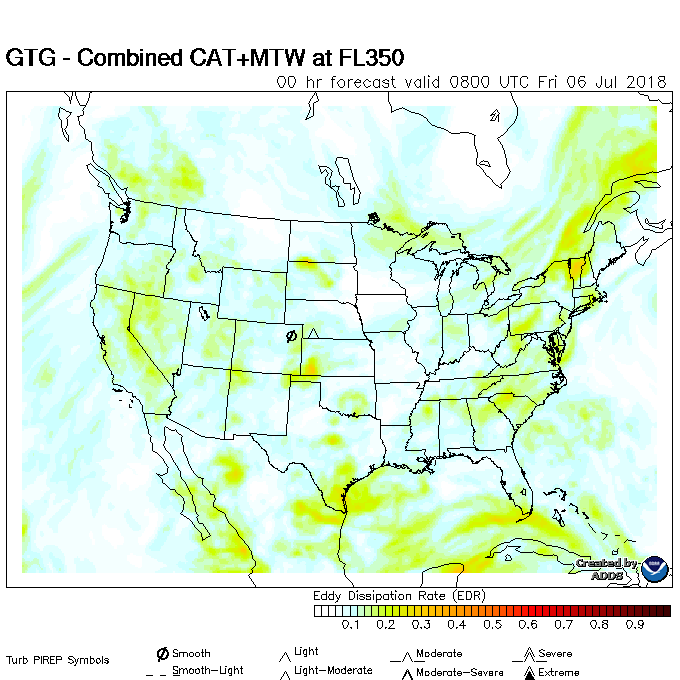 GTG - Combined CAT+MTW at FL350
00 hr forecast valid 0800 UTC Fri 06 Jul 2018
Created by
ADDS
Eddy Dissipation Rate (EDR)
0.1 0.2 0.3 0.4 0.5 0.6 0.7 0.8 0.9
Turb PIREP Symbols
Smooth Light Moderate Severe
Smooth-Light Light-Moderate Moderate-Severe Extreme